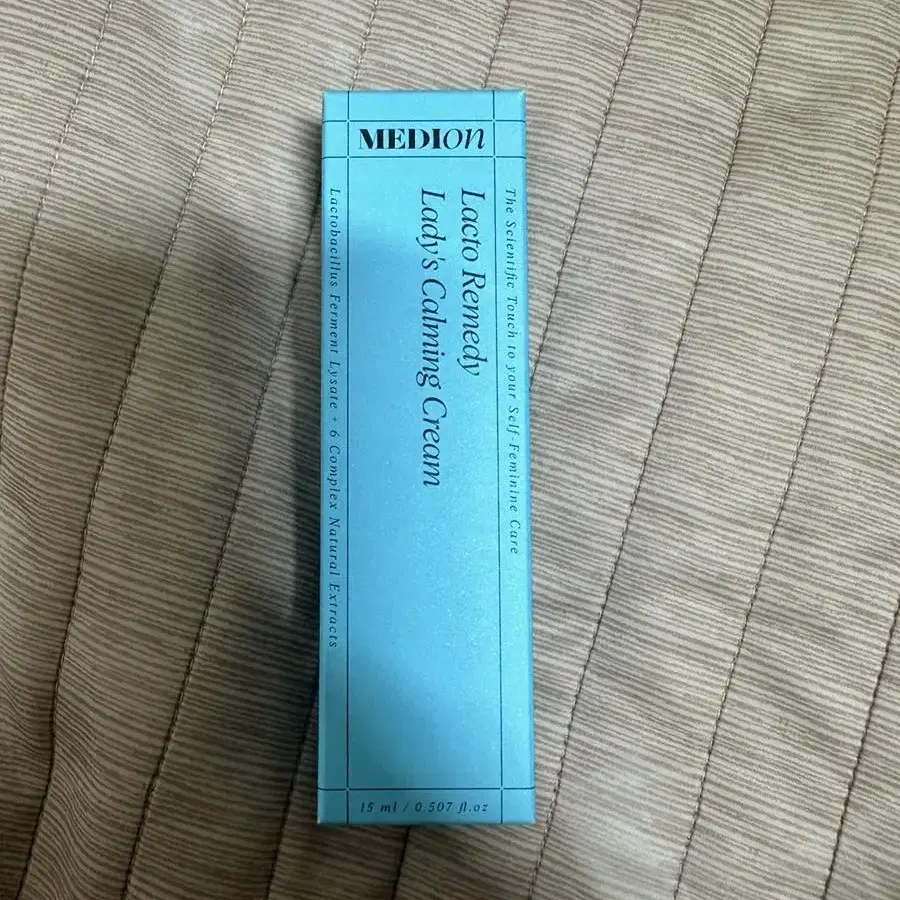 MEDION
The Scientific Touch to your Self-Feminine Care
Lacto Remedy
Lady's Calming Cream
Lactobacillus Ferment Lysate + 6 Complex Natural Extracts
15 ml / 0.507 fl.oz